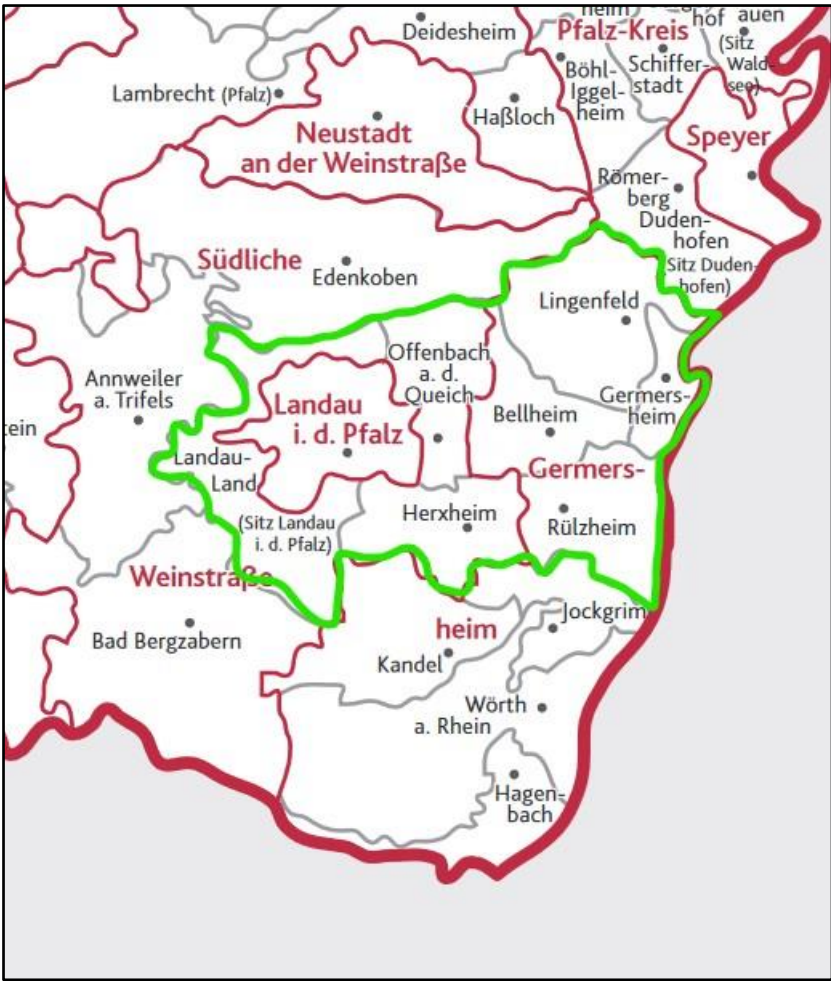 heim
hof auen
Deidesheim
Pfalz-Kreis
(Sitz
Wald-
see)
Böhl-
Iggel-
heim
Schiffer-
stadt
Lambrecht (Pfalz)
Haßloch
Neustadt
an der Weinstraße
Speyer
Römer-
berg
Duden-
hofen
(Sitz Duden-
hofen)
Südliche
Edenkoben
Lingenfeld
Offenbach
a. d.
Queich
Annweiler
a. Trifels
Germers-
heim
Landau
i. d. Pfalz
Bellheim
tein
Landau-
Land
(Sitz Landau
i. d. Pfalz)
Germers-
Herxheim
Rülzheim
Weinstraße
Jockgrim
heim
Bad Bergzabern
Kandel
Wörth
a. Rhein
Hagen-
bach